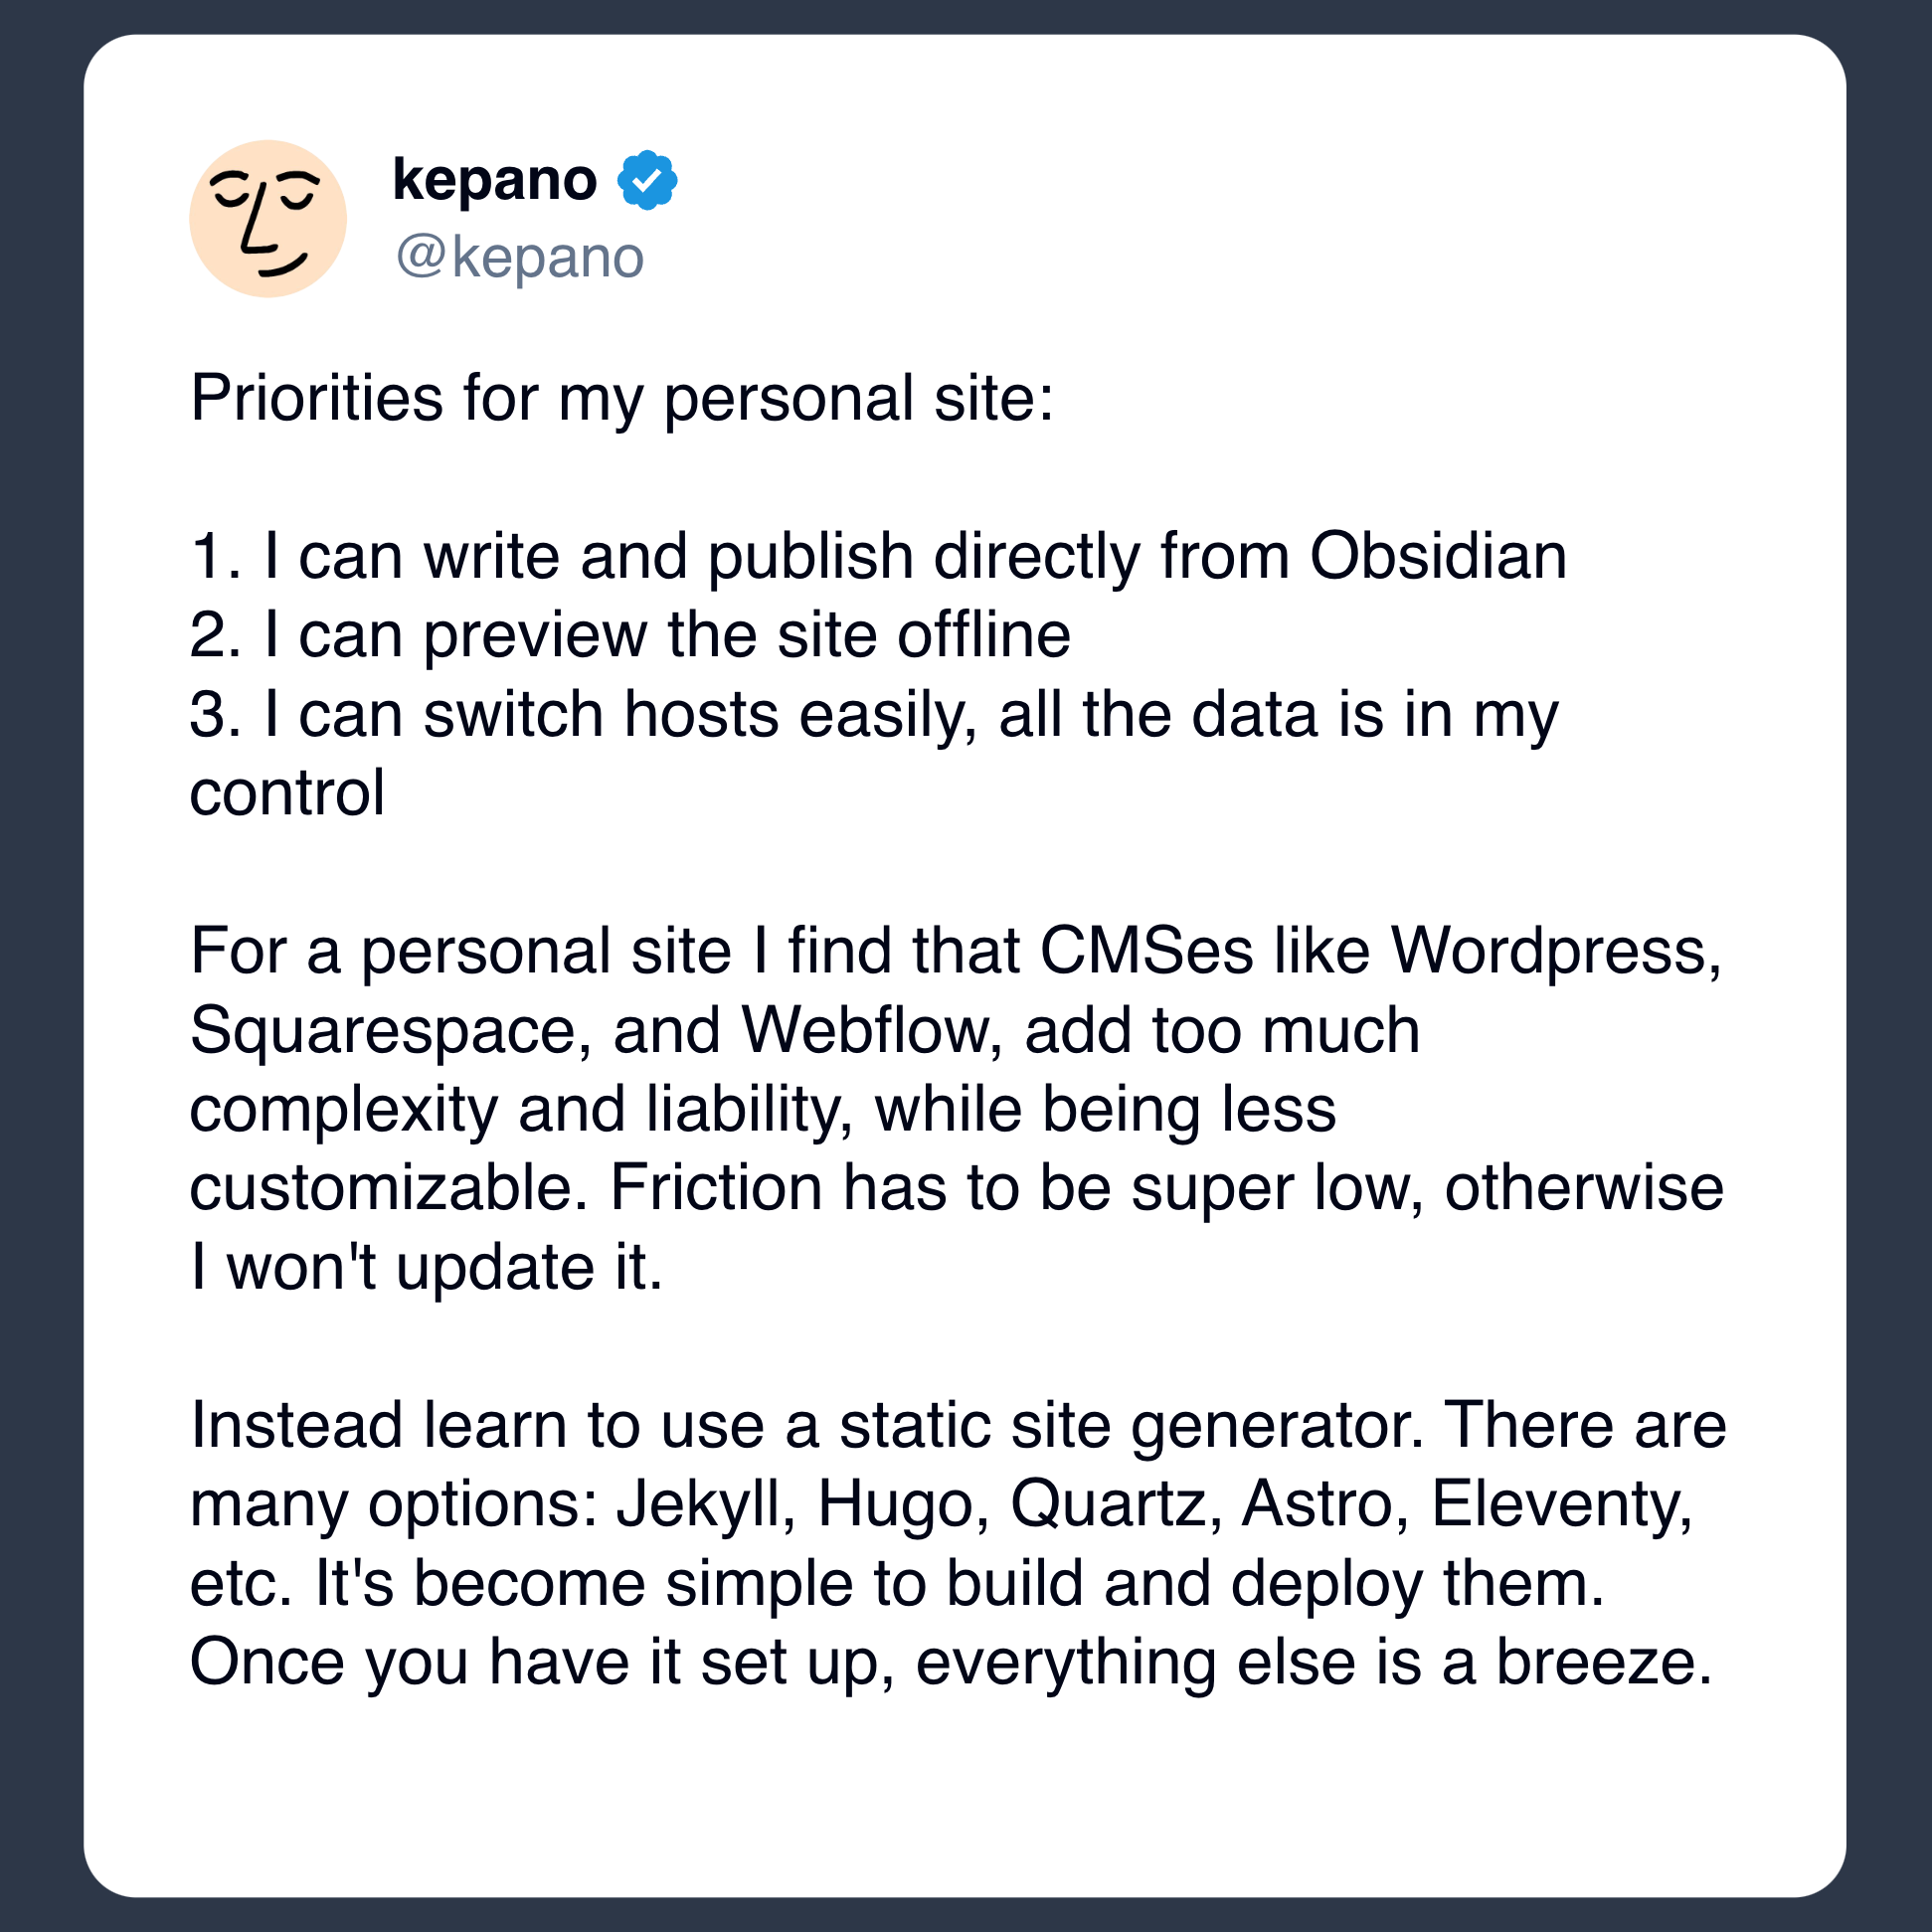 kepano
@kepano
Priorities for my personal site:
1. I can write and publish directly from Obsidian
2. I can preview the site offline
3. I can switch hosts easily, all the data is in my
control
For a personal site I find that CMSes like Wordpress,
Squarespace, and Webflow, add too much
complexity and liability, while being less
customizable. Friction has to be super low, otherwise
I won't update it.
Instead learn to use a static site generator. There are
many options: Jekyll, Hugo, Quartz, Astro, Eleventy,
etc. It's become simple to build and deploy them.
Once you have it set up, everything else is a breeze.